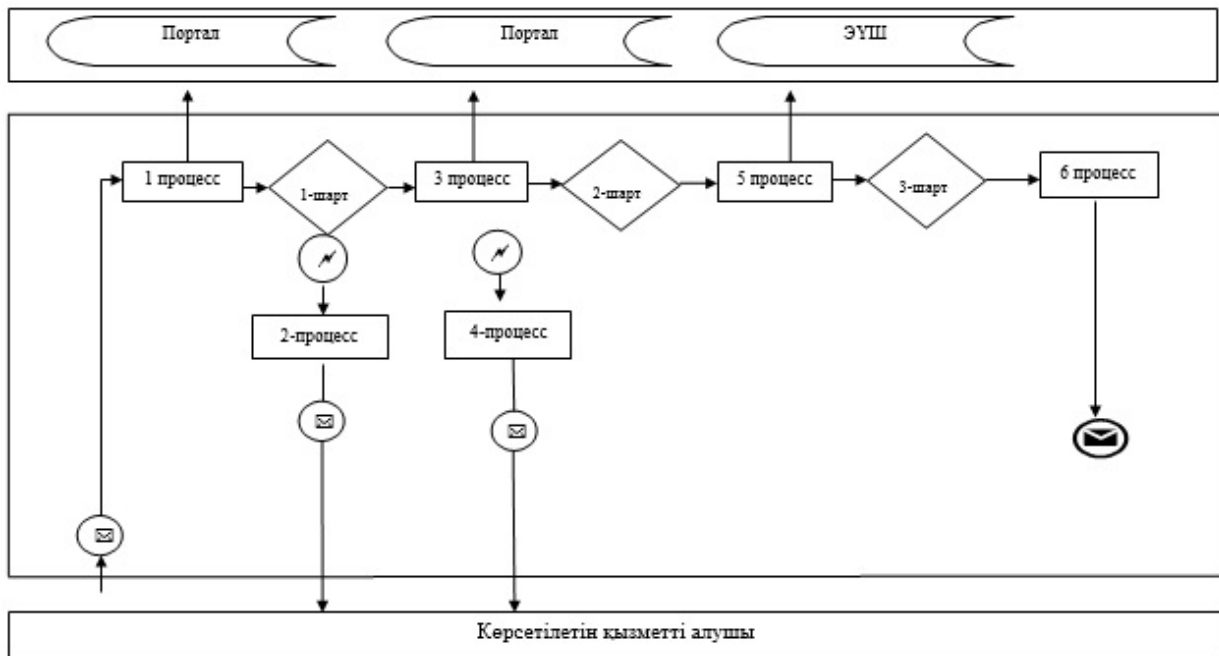 Портал
Портал
ЭҮШ
1 процесс
1-шарт
3 процесс
2-шарт
5 процесс
3-шарт
6 процесс
2-процесс
4-процесс
Көрсетілетін қызметті алушы